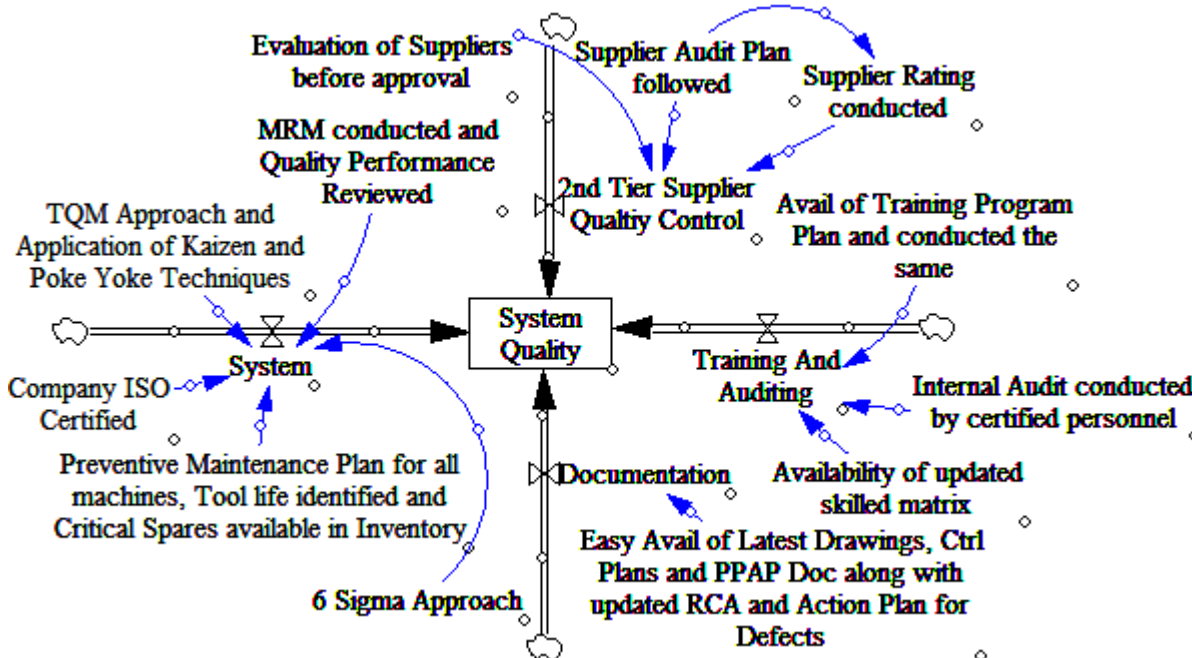 Evaluation of Suppliers
before approval
Supplier Audit Plan
followed
Supplier Rating
conducted
MRM conducted and
Quality Performance
Reviewed
2nd Tier Supplier
Qualtiy Control
TQM Approach and
Application of Kaizen and
Poke Yoke Techniques
Avail of Training Program
Plan and conducted the
same
System
Quality
System
Training And
Auditing
Company ISO
Certified
Internal Audit conducted
by certified personnel
Preventive Maintenance Plan for all
machines, Tool life identified and
Critical Spares available in Inventory
Documentation
Availability of updated
skilled matrix
Easy Avail of Latest Drawings, Ctrl
Plans and PPAP Doc along with
updated RCA and Action Plan for
Defects
6 Sigma Approach